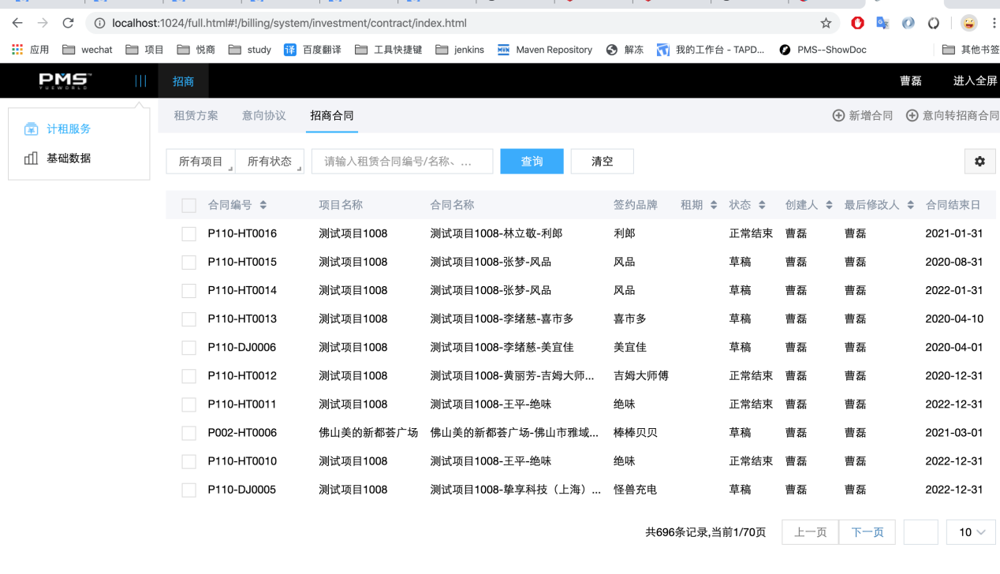 localhost:1024/full.html#!/billing/system/investment/contract/index.html
应用 wechat 项目 悦商 study 译 百度翻译 工具快捷键 jenkins Maven Repository 解冻 我的工作台 - TAPD... PMS--ShowDoc 其他书签
PMS 招商 曹磊 进入全屏
YUEWORLD
租赁方案 意向协议 招商合同 新增合同 意向转招商合同
计租服务
基础数据
所有项目 所有状态 请输入租赁合同编号/名称、... 查询 清空
合同编号 项目名称 合同名称 签约品牌 租期 状态 创建人 最后修改人 合同结束日
P110-HT0016 测试项目1008 测试项目1008-林立敬-利郎 利郎 正常结束 曹磊 曹磊 2021-01-31
P110-HT0015 测试项目1008 测试项目1008-张梦-风品 风品 草稿 曹磊 曹磊 2020-08-31
P110-HT0014 测试项目1008 测试项目1008-张梦-风品 风品 草稿 曹磊 曹磊 2022-01-31
P110-HT0013 测试项目1008 测试项目1008-李绪慈-喜市多 喜市多 草稿 曹磊 曹磊 2020-04-10
P110-DJ0006 测试项目1008 测试项目1008-李绪慈-美宜佳 美宜佳 草稿 曹磊 曹磊 2020-04-01
P110-HT0012 测试项目1008 测试项目1008-黄丽芳-吉姆大师... 吉姆大师傅 正常结束 曹磊 曹磊 2020-12-31
P110-HT0011 测试项目1008 测试项目1008-王平-绝味 绝味 正常结束 曹磊 曹磊 2022-12-31
P002-HT0006 佛山美的新都荟广场 佛山美的新都荟广场-佛山市雅域... 棒棒贝贝 草稿 曹磊 曹磊 2021-03-01
P110-HT0010 测试项目1008 测试项目1008-王平-绝味 绝味 正常结束 曹磊 曹磊 2022-12-31
P110-DJ0005 测试项目1008 测试项目1008-挚享科技（上海）... 怪兽充电 草稿 曹磊 曹磊 2022-12-31
共696条记录,当前1/70页 上一页 下一页 10